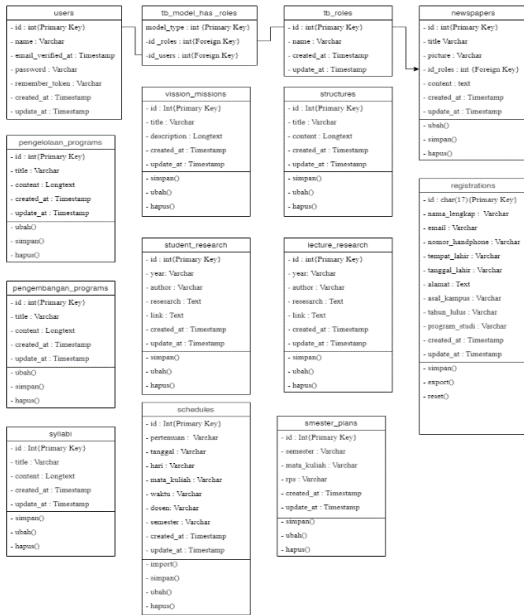 users
- id : int{Primary Key}
- name : Varchar
- email_verified_at : Timestamp
- password : Varchar
- remember_token : Varchar
- created_at : Timestamp
- update_at : Timestamp
tb_model_has _roles
model_type : int {Primary Key}
-id _roles : int{Foreign Key}
-id_users : int{Foreign Key}
tb_roles
- id : int{Primary Key}
- name : Varchar
- created_at : Timestamp
- update_at : Timestamp
newspapers
- id : int{Primary Key}
- title Varchar
- picture : Varchar
- id_roles : int {Foreign Key}
- content : text
- created_at : Timestamp
- update_at : Timestamp
- ubah()
- simpan()
- hapus()
vission_missions
- id : Int{Primary Key}
- title : Varchar
- description : Longtext
- created_at : Timestamp
- update_at : Timestamp
- simpan()
- ubah()
- hapus()
structures
- id : Int{Primary Key}
- title : Varchar
- content : Longtext
- created_at : Timestamp
- update_at : Timestamp
- simpan()
- ubah()
- hapus()
pengelolaan_programs
- id : int{Primary Key}
- title : Varchar
- content : Longtext
- created_at : Timestamp
- update_at : Timestamp
- ubah()
- simpan()
- hapus()
registrations
- id : char(17){Primary Key}
- nama_lengkap : Varchar
- email : Varchar
- nomor_handphone : Varchar
- tempat_lahir : Varchar
- tanggal_lahir : Varchar
- alamat : Text
- asal_kampus : Varchar
- tahun_lulus : Varchar
- program_studi : Varchar
- created_at : Timestamp
- update_at : Timestamp
- simpan()
- export()
- reset()
student_research
- id : Int{Primary Key}
- year: Varchar
- author : Varchar
- research : Text
- link : Text
- created_at : Timestamp
- update_at : Timestamp
- simpan()
- ubah()
- hapus()
lecture_research
- id : Int{Primary Key}
- year: Varchar
- author : Varchar
- research : Text
- link : Text
- created_at : Timestamp
- update_at : Timestamp
- simpan()
- ubah()
- hapus()
pengembangan_programs
- id : int{Primary Key}
- title : Varchar
- content : Longtext
- created_at : Timestamp
- update_at : Timestamp
- ubah()
- simpan()
- hapus()
schedules
- id : Int{Primary Key}
- pertemuan : Varchar
- tanggal : Varchar
- hari : Varchar
- mata_kuliah : Varchar
- waktu : Varchar
- dosen: Varchar
- semester : Varchar
- created_at : Timestamp
- update_at : Timestamp
- import()
- simpan()
- ubah()
- hapus()
smester_plans
- id : Int{Primary Key}
- semester : Varchar
- mata_kuliah : Varchar
- rps : Varchar
- created_at : Timestamp
- update_at : Timestamp
- simpan()
- ubah()
- hapus()
syllabi
- id : Int{Primary Key}
- title : Varchar
- content : Longtext
- created_at : Timestamp
- update_at : Timestamp
- simpan()
- ubah()
- hapus()